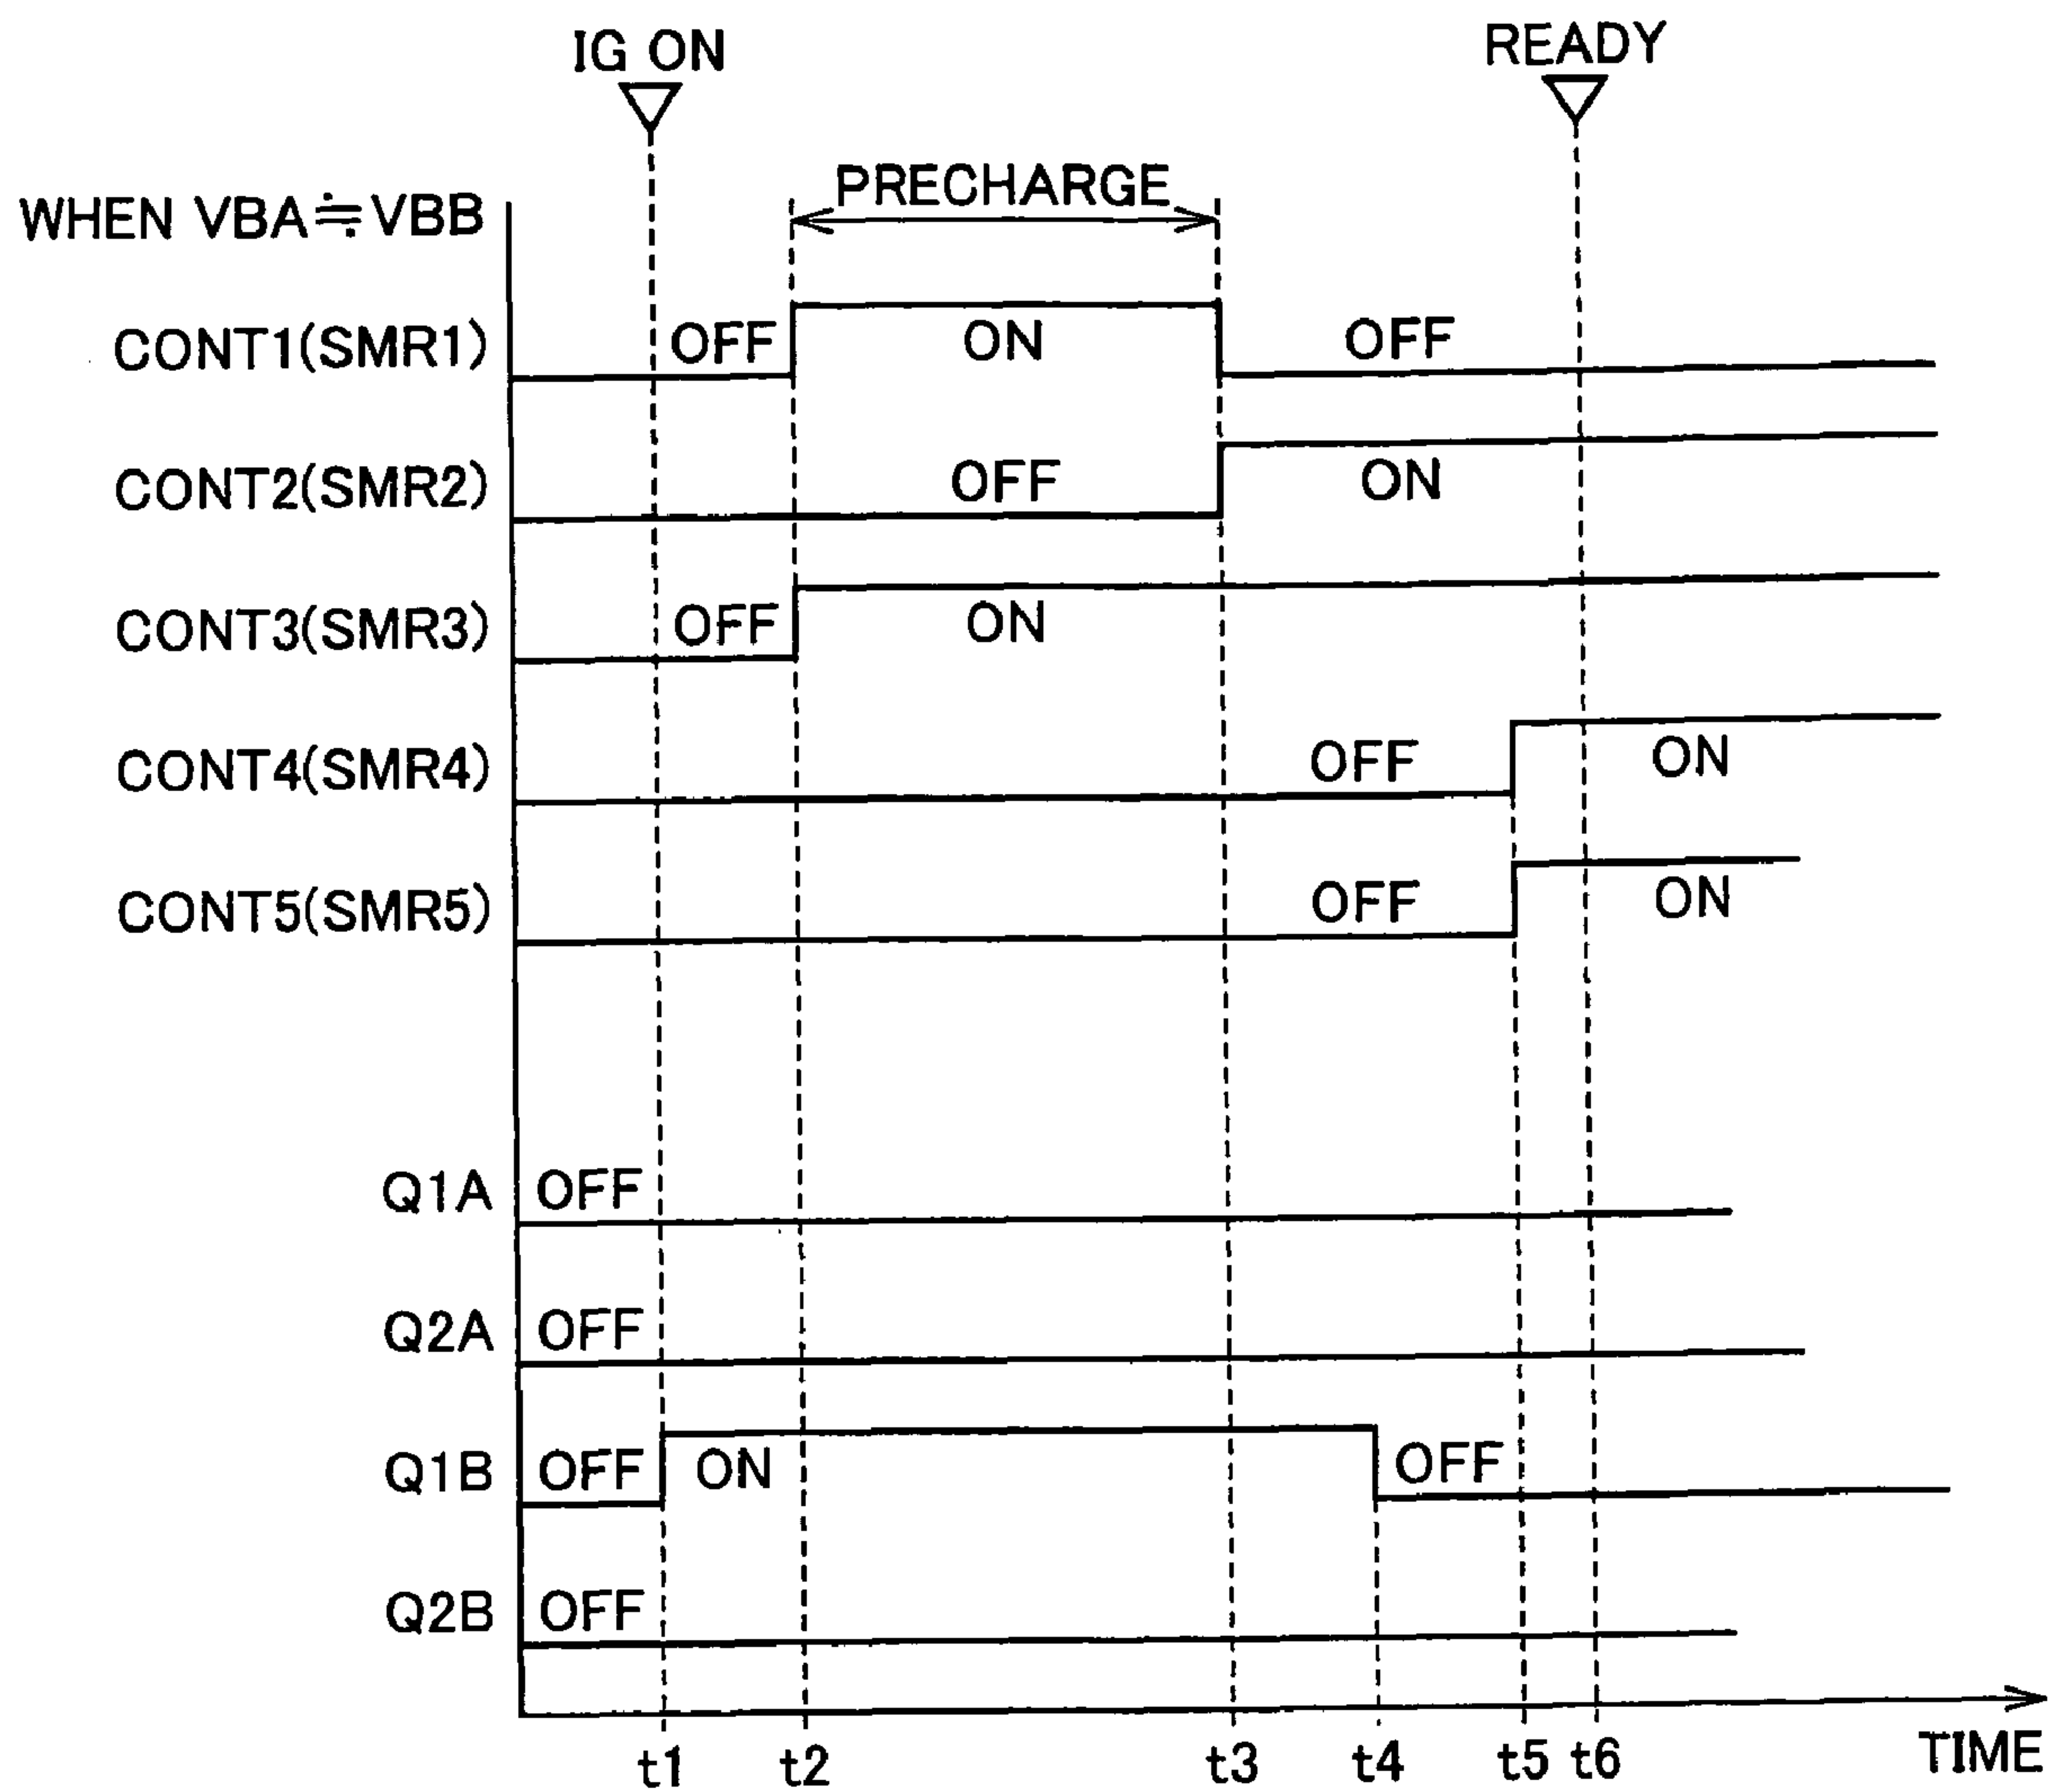 IG ON
READY
PRECHARGE
WHEN VBA≒VBB
CONT1(SMR1)
OFF
ON
OFF
CONT2(SMR2)
OFF
ON
CONT3(SMR3)
OFF
ON
CONT4(SMR4)
OFF
ON
CONT5(SMR5)
OFF
ON
Q1A
OFF
Q2A
OFF
Q1B
OFF
ON
OFF
Q2B
OFF
t1
t2
t3
t4
t5
t6
TIME